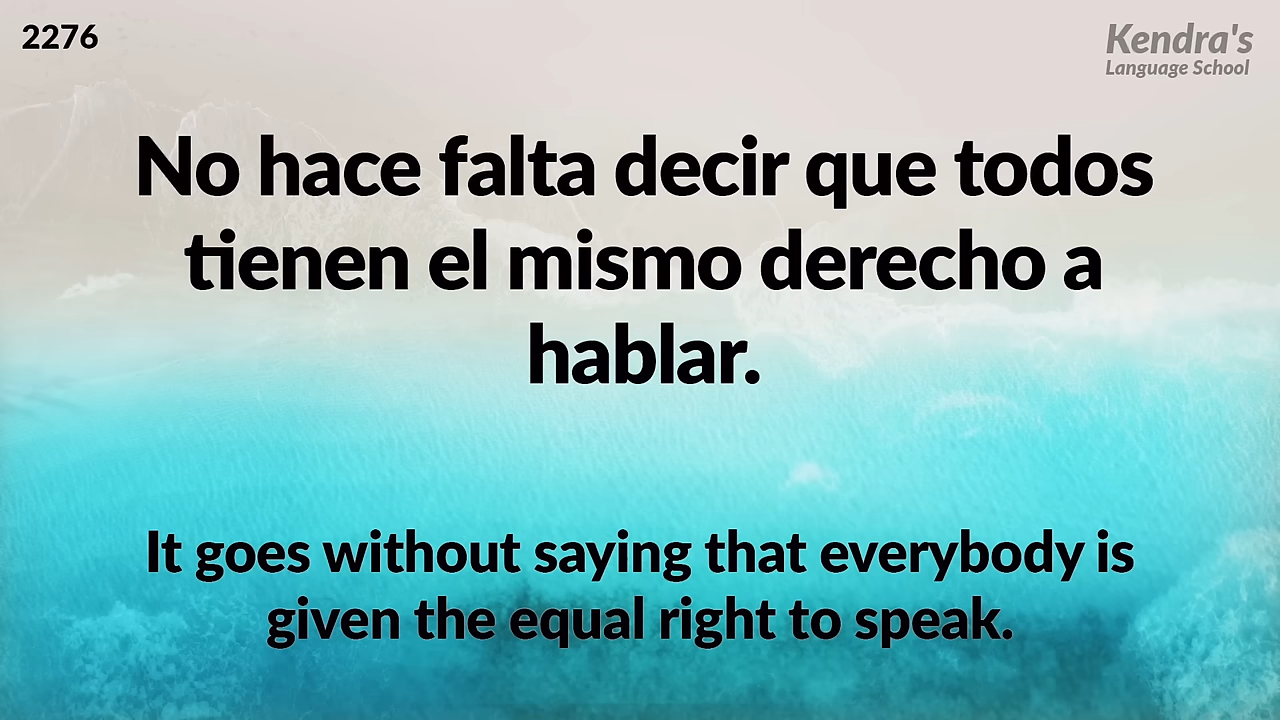 2276
Kendra's
Language School
No hace falta decir que todos
tienen el mismo derecho a
hablar.
It goes without saying that everybody is
given the equal right to speak.